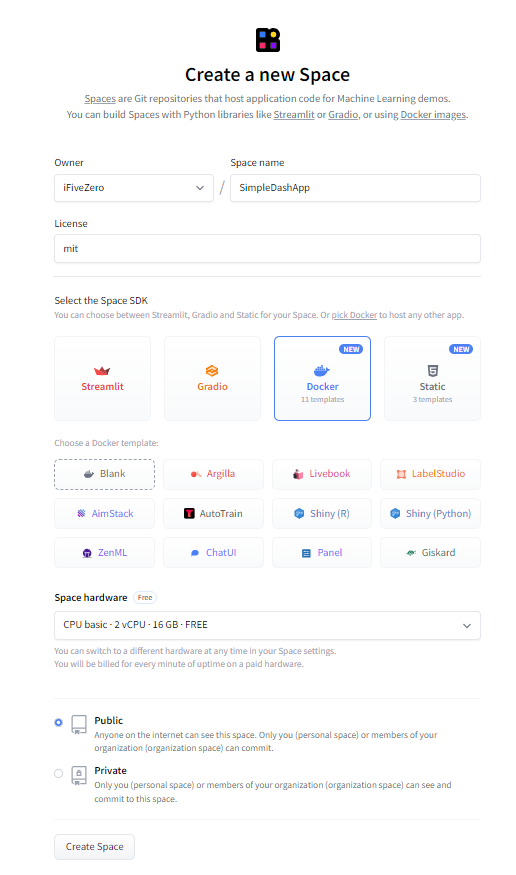 Create a new Space
Spaces are Git repositories that host application code for Machine Learning demos.
You can build Spaces with Python libraries like Streamlit or Gradio, or using Docker images.
Owner
Space name
iFiveZero
/
SimpleDashApp
License
mit
Select the Space SDK
You can choose between Streamlit, Gradio and Static for your Space. Or pick Docker to host any other app.
Streamlit
Gradio
NEW
Docker
11 templates
NEW
Static
3 templates
Choose a Docker template:
Blank
Argilla
Livebook
LabelStudio
AimStack
AutoTrain
Shiny (R)
Shiny (Python)
ZenML
ChatUI
Panel
Giskard
Space hardware Free
CPU basic · 2 vCPU · 16 GB · FREE
You can switch to a different hardware at any time in your Space settings.
You will be billed for every minute of uptime on a paid hardware.
Public
Anyone on the internet can see this space. Only you (personal space) or members of your
organization (organization space) can commit.
Private
Only you (personal space) or members of your organization (organization space) can see and
commit to this space.
Create Space